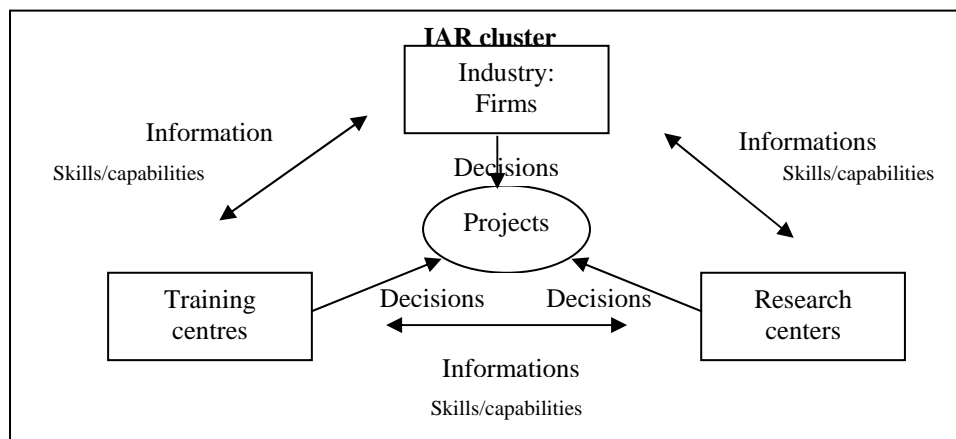 IAR cluster
Industry:
Firms
Information
Skills/capabilities
Informations
Skills/capabilities
Decisions
Projects
Training
centres
Decisions
Decisions
Research
centers
Informations
Skills/capabilities